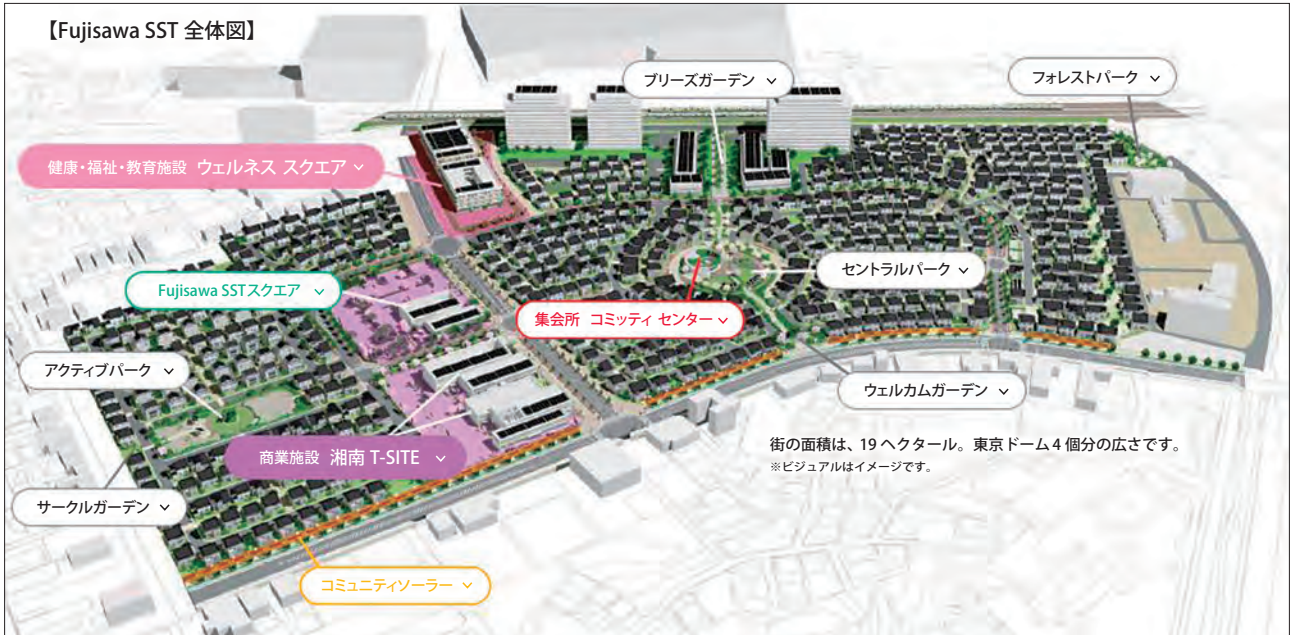 【Fujisawa SST 全体図】
ブリーズガーデン
フォレストパーク
健康・福祉・教育施設 ウェルネス スクエア
セントラルパーク
Fujisawa SSTスクエア
集会所 コミッティ センター
アクティブパーク
ウェルカムガーデン
街の面積は、19ヘクタール。東京ドーム4個分の広さです。
※ビジュアルはイメージです。
商業施設 湘南 T-SITE
サークルガーデン
コミュニティソーラー